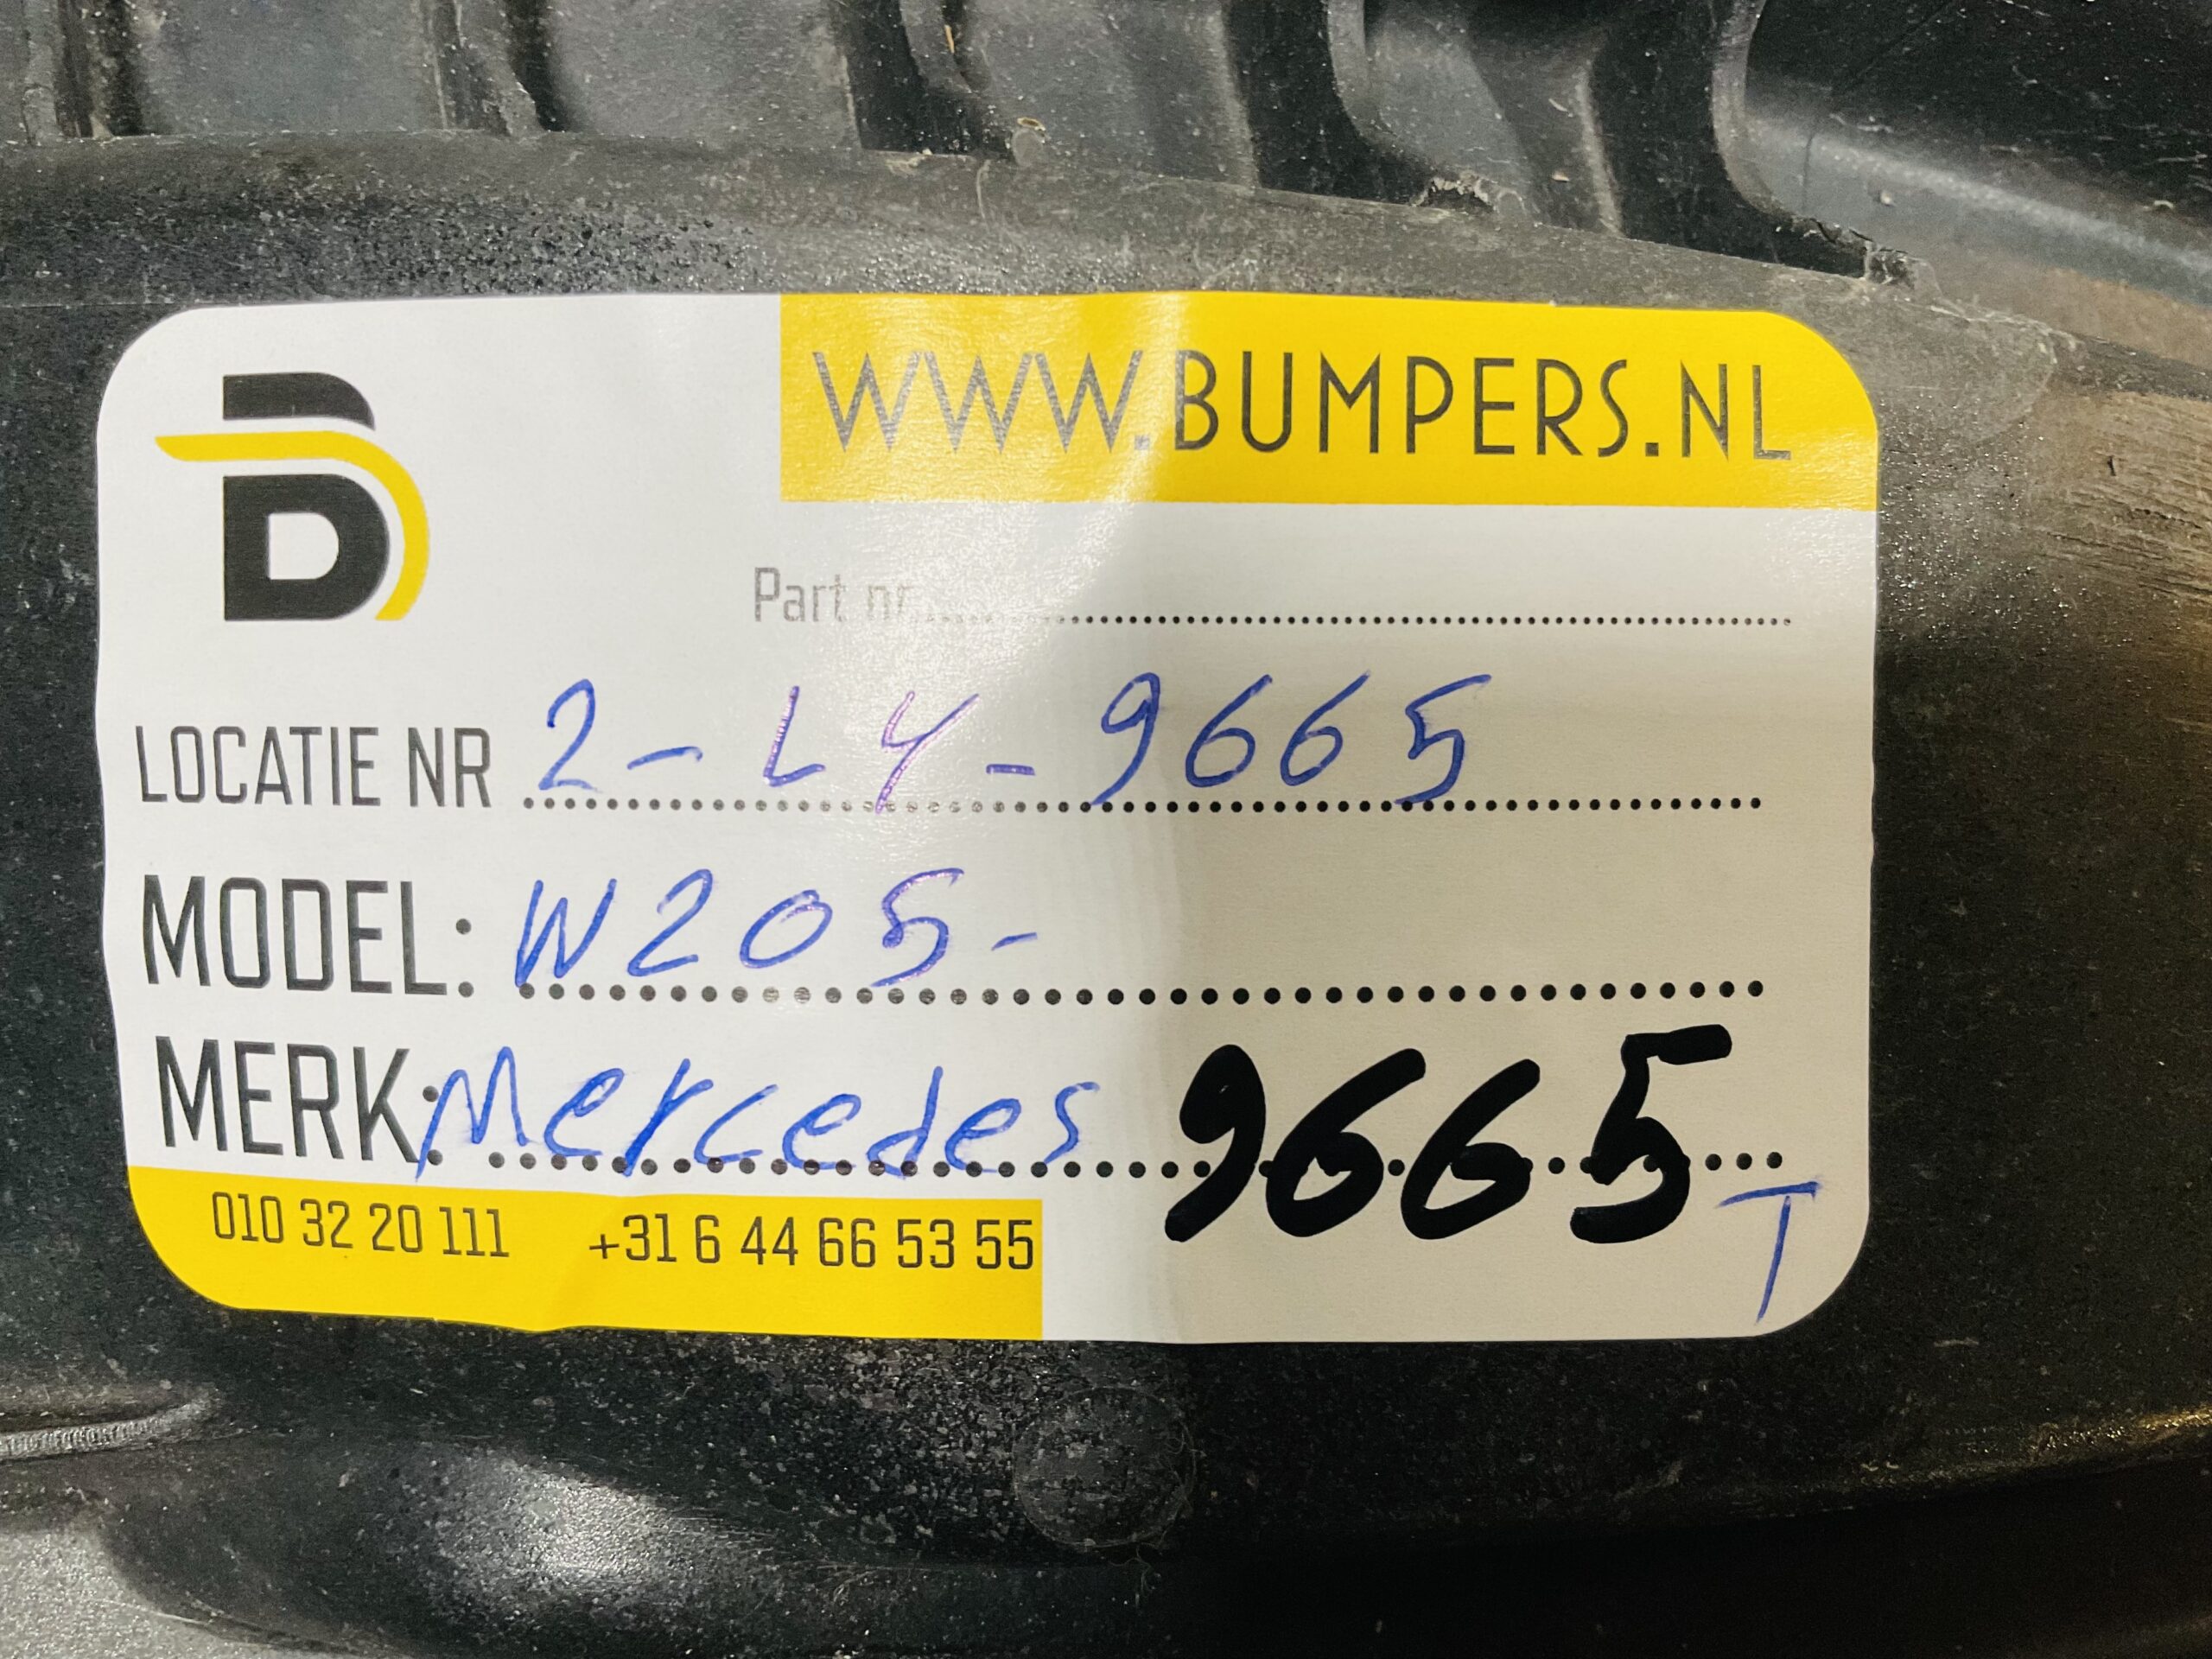 WWW.BUMPERS.NL
B
Part nr.
LOCATIE NR 2-L4-9665
MODEL: W205-
MERK: Mercedes 9665
T
010 32 20 111 +31 6 44 66 53 55